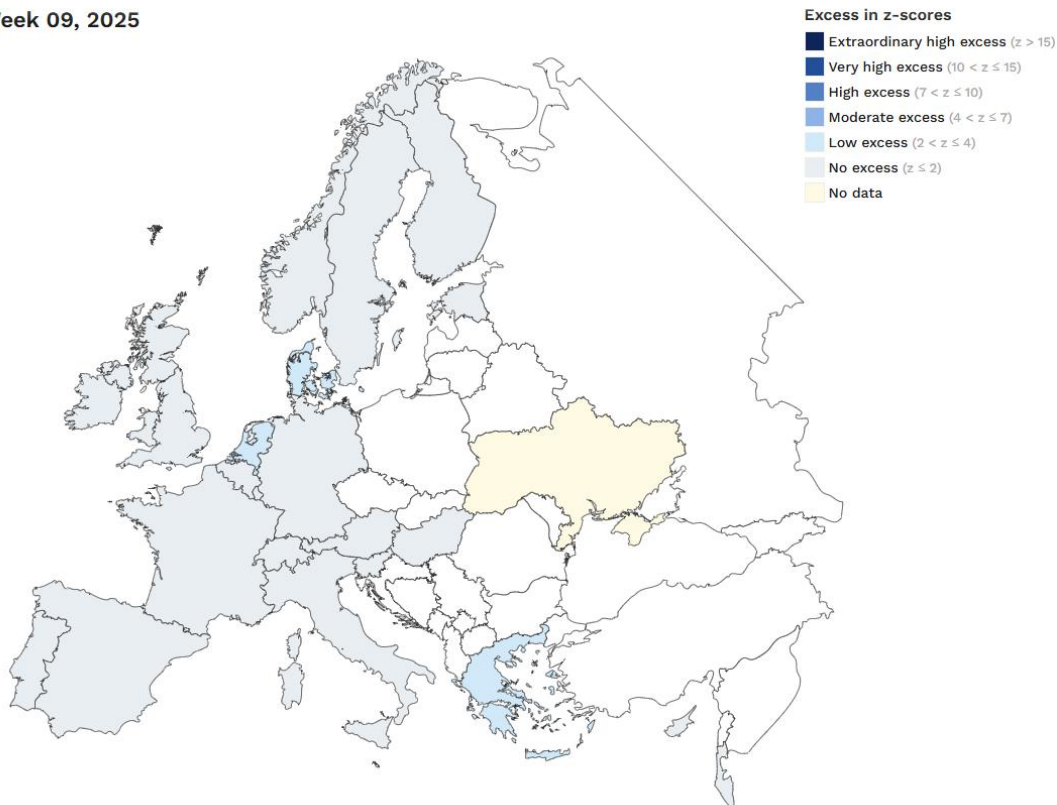 eek 09, 2025
Excess in z-scores
Extraordinary high excess (z > 15)
Very high excess (10 < z ≤ 15)
High excess (7 < z ≤ 10)
Moderate excess (4 < z ≤ 7)
Low excess (2 < z ≤ 4)
No excess (z ≤ 2)
No data